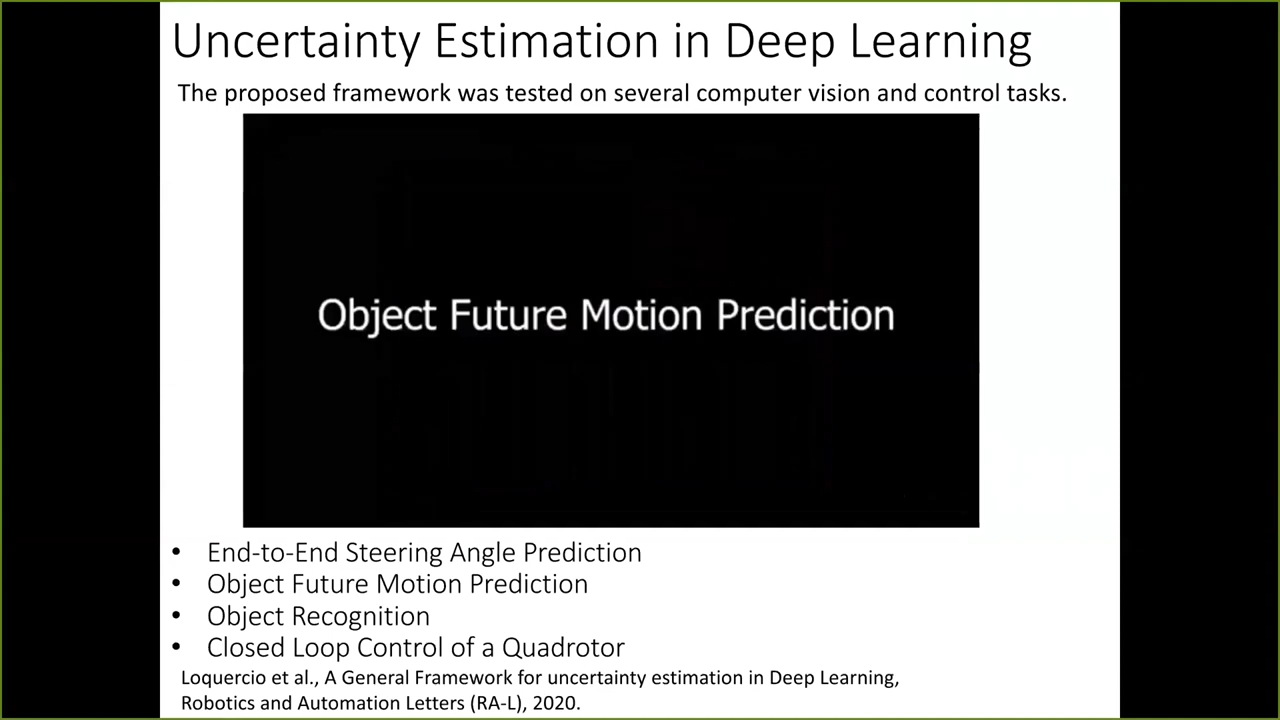 Uncertainty Estimation in Deep Learning
The proposed framework was tested on several computer vision and control tasks.
Object Future Motion Prediction
• End-to-End Steering Angle Prediction
• Object Future Motion Prediction
• Object Recognition
• Closed Loop Control of a Quadrotor
Loquercio et al., A General Framework for uncertainty estimation in Deep Learning,
Robotics and Automation Letters (RA-L), 2020.